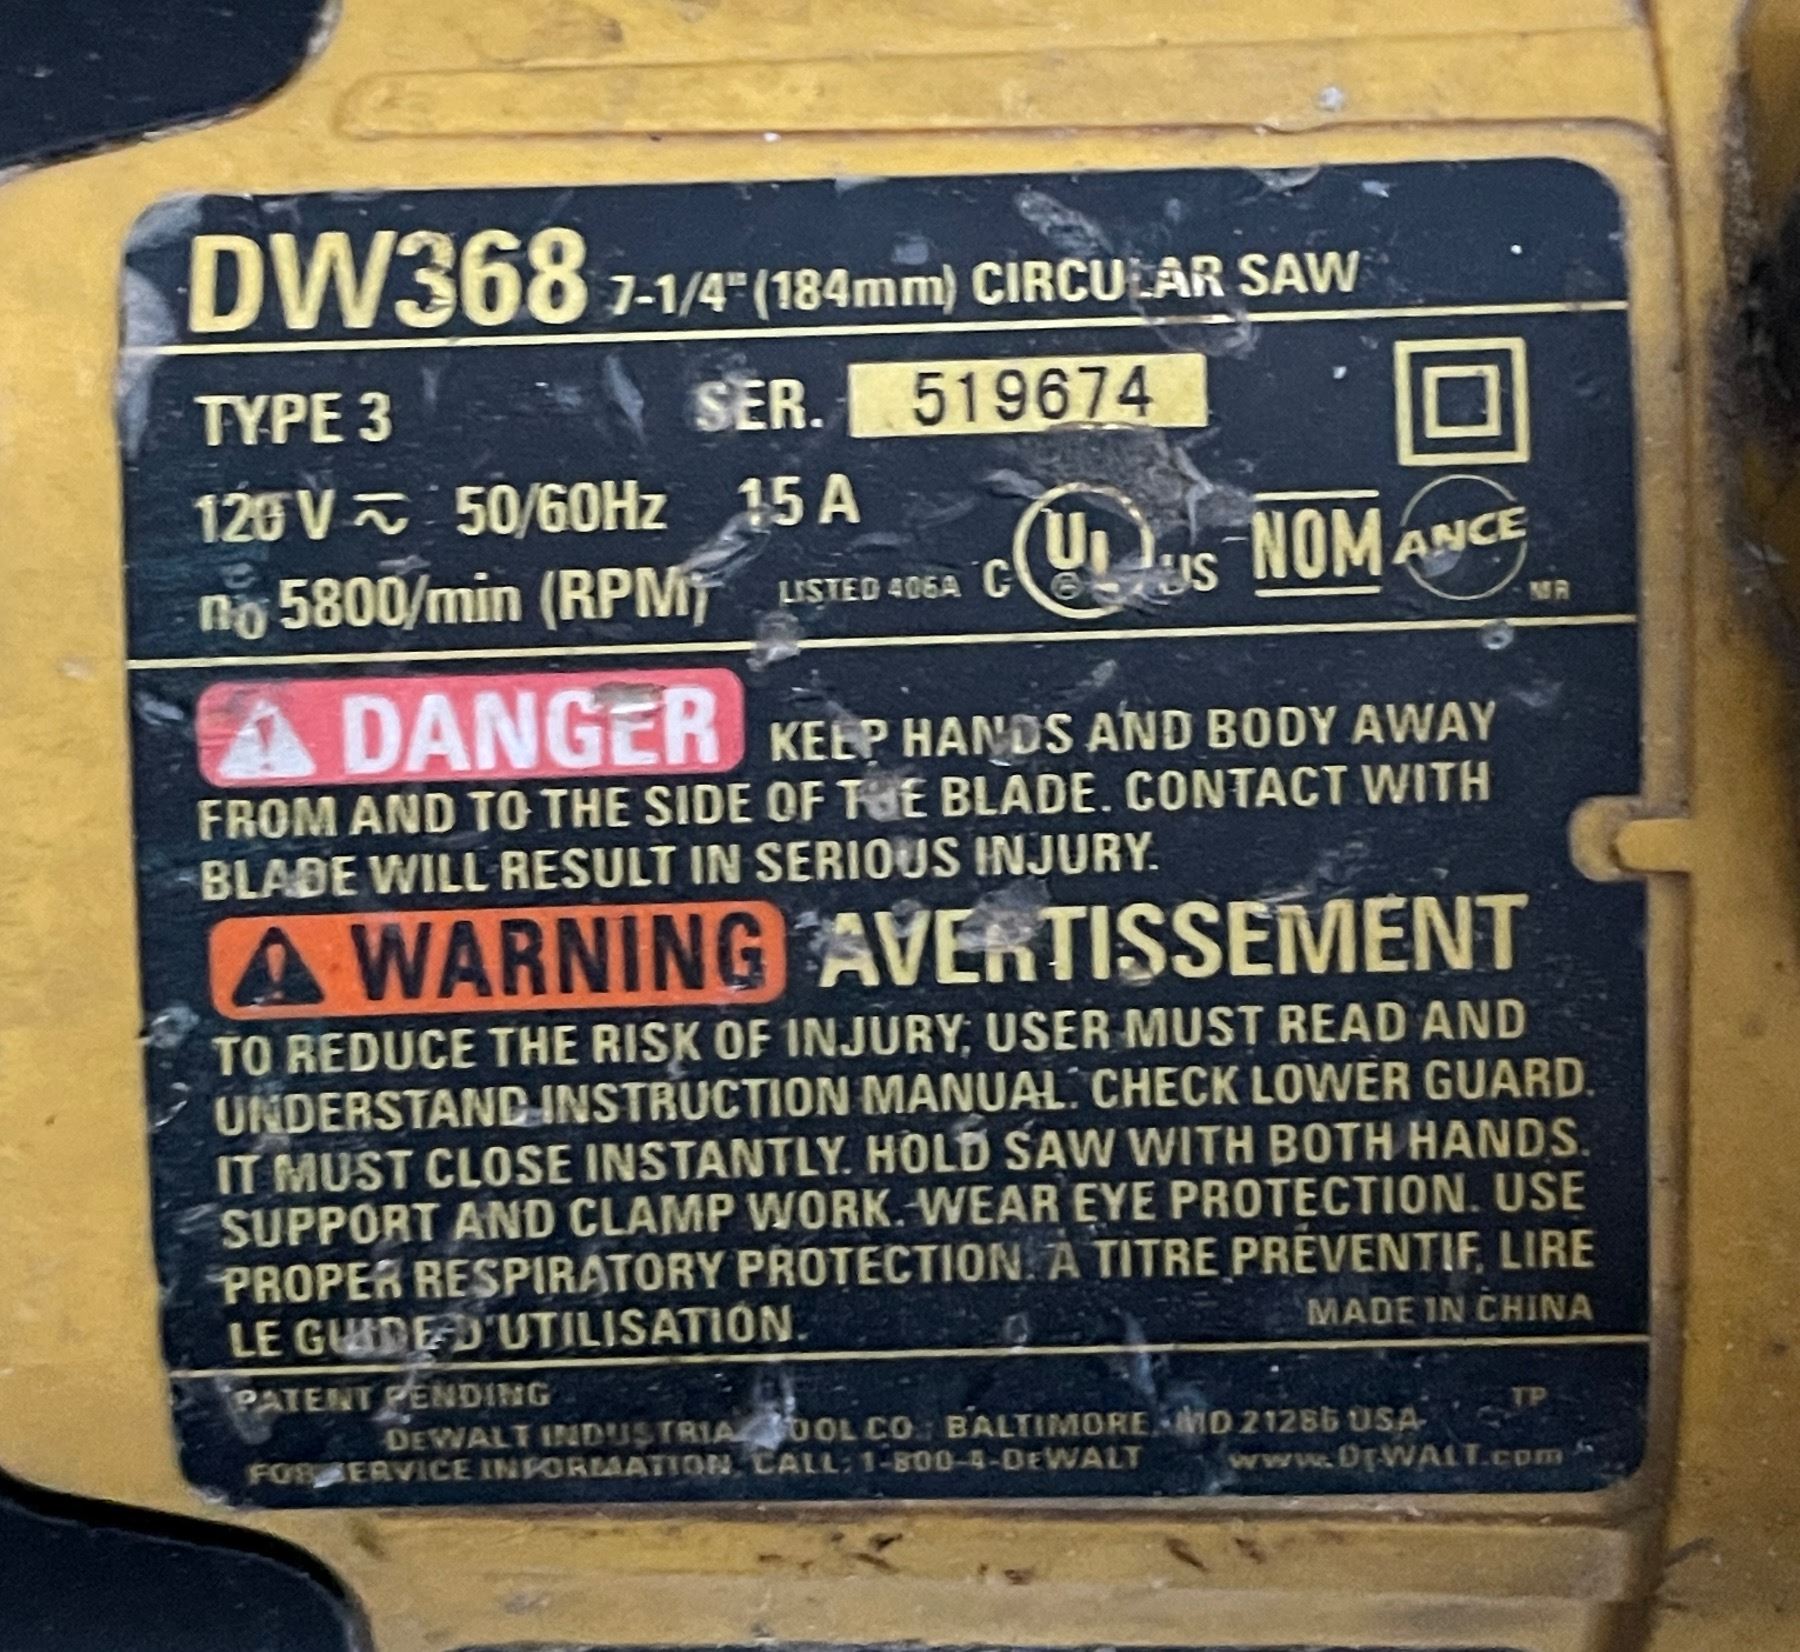 DW368 7-1/4" (184mm) CIRCULAR SAW
TYPE 3 SER. 519674
120 V 50/60Hz 15 A
n₀ 5800/min (RPM) LISTED 406A C UL ® US NOM ANCE MR
DANGER KEEP HANDS AND BODY AWAY
FROM AND TO THE SIDE OF THE BLADE. CONTACT WITH
BLADE WILL RESULT IN SERIOUS INJURY.
WARNING AVERTISSEMENT
TO REDUCE THE RISK OF INJURY, USER MUST READ AND
UNDERSTAND INSTRUCTION MANUAL. CHECK LOWER GUARD.
IT MUST CLOSE INSTANTLY. HOLD SAW WITH BOTH HANDS.
SUPPORT AND CLAMP WORK. WEAR EYE PROTECTION. USE
PROPER RESPIRATORY PROTECTION. À TITRE PRÉVENTIF, LIRE
LE GUIDE D'UTILISATION.
MADE IN CHINA
PATENT PENDING TP
DEWALT INDUSTRIAL TOOL CO., BALTIMORE, MD 21286 USA
FOR SERVICE INFORMATION, CALL: 1-800-4-DEWALT www.DEWALT.com